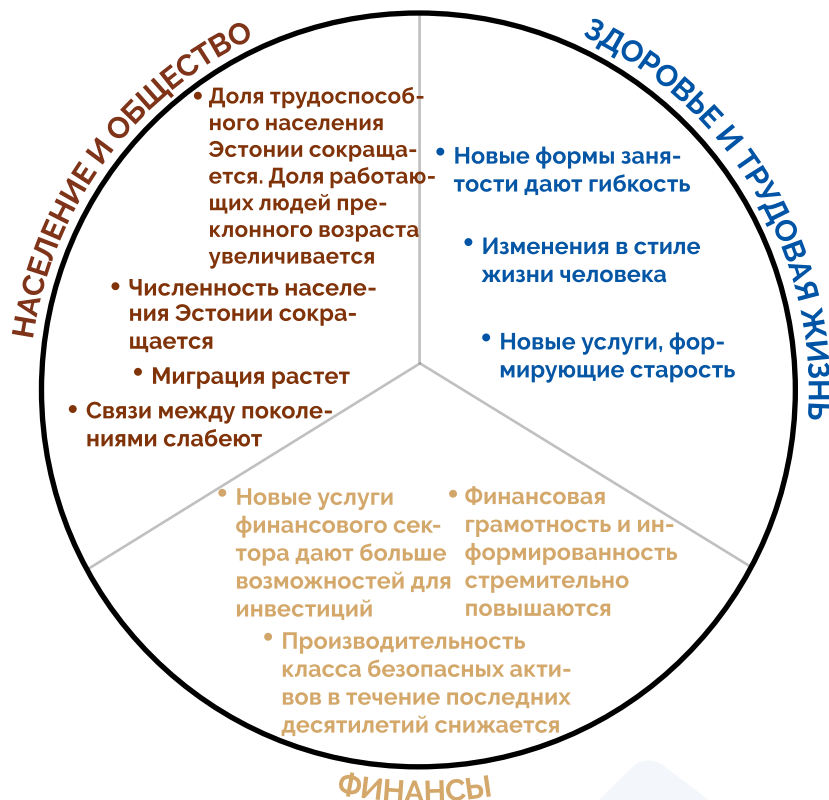 НАСЕЛЕНИЕ И ОБЩЕСТВО
• Доля трудоспособ-
ного населения
Эстонии сокраща-
ется. Доля работаю-
щих людей пре-
клонного возраста
увеличивается
• Численность населе-
ния Эстонии сокра-
щается
• Миграция растет
• Связи между поколе-
ниями слабеют
ЗДОРОВЬЕ И ТРУДОВАЯ ЖИЗНЬ
• Новые формы заня-
тости дают гибкость
• Изменения в стиле
жизни человека
• Новые услуги, фор-
мирующие старость
• Новые услуги
финансового сек-
тора дают больше
возможностей для
инвестиций
• Финансовая
грамотность и ин-
формированность
стремительно
повышаются
• Производительность
класса безопасных акти-
вов в течение последних
десятилетий снижается
ФИНАНСЫ